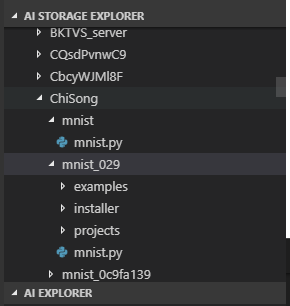 AI STORAGE EXPLORER
BKTVS_server
CQsdPvnwC9
CbcyWJMl8F
ChiSong
mnist
mnist.py
mnist_029
examples
installer
projects
mnist.py
mnist_0c9fa139
AI EXPLORER